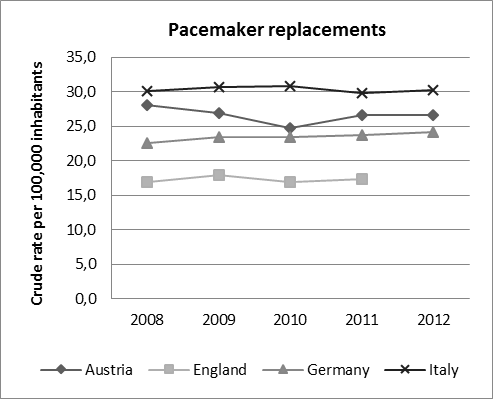 Pacemaker replacements
Crude rate per 100,000 inhabitants
35,0
30,0
25,0
20,0
15,0
10,0
5,0
0,0
2008 2009 2010 2011 2012
Austria England Germany Italy